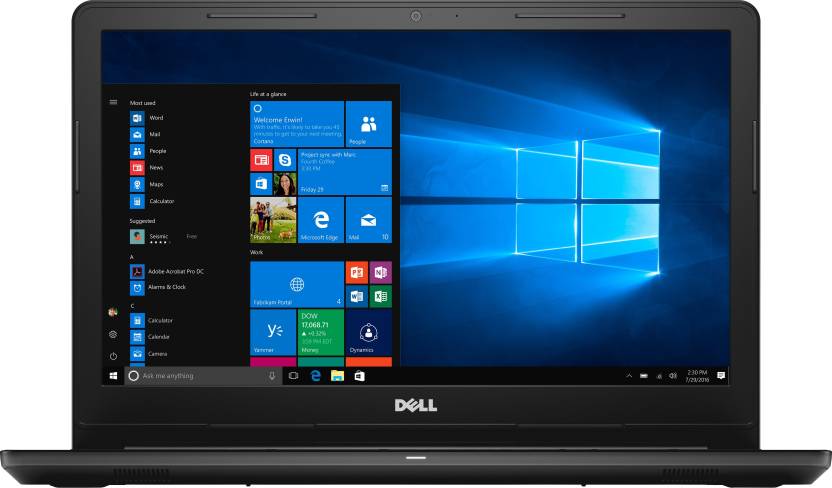 Most used
Word
Mail
People
News
Maps
Calculator
Suggested
Seismic Free
A
Adobe Acrobat Pro DC
Alarms & Clock
C
Calculator
Calendar
Camera
Life at a glance
Welcome Erwin!
With traffic, it's likely to take you 45
minutes to get to your next meeting.
Cortana
People
Project sync with Marc
Fourth Coffee
3:30 PM
Friday 29
Photos
Microsoft Edge
Mail 10
Work
Fabrikam Portal 4
Yammer
DOW
17,068.71
▲ +0.32%
3:59 PM EDT
Money
Dynamics
Ask me anything
2:30 PM
7/29/2016
DELL